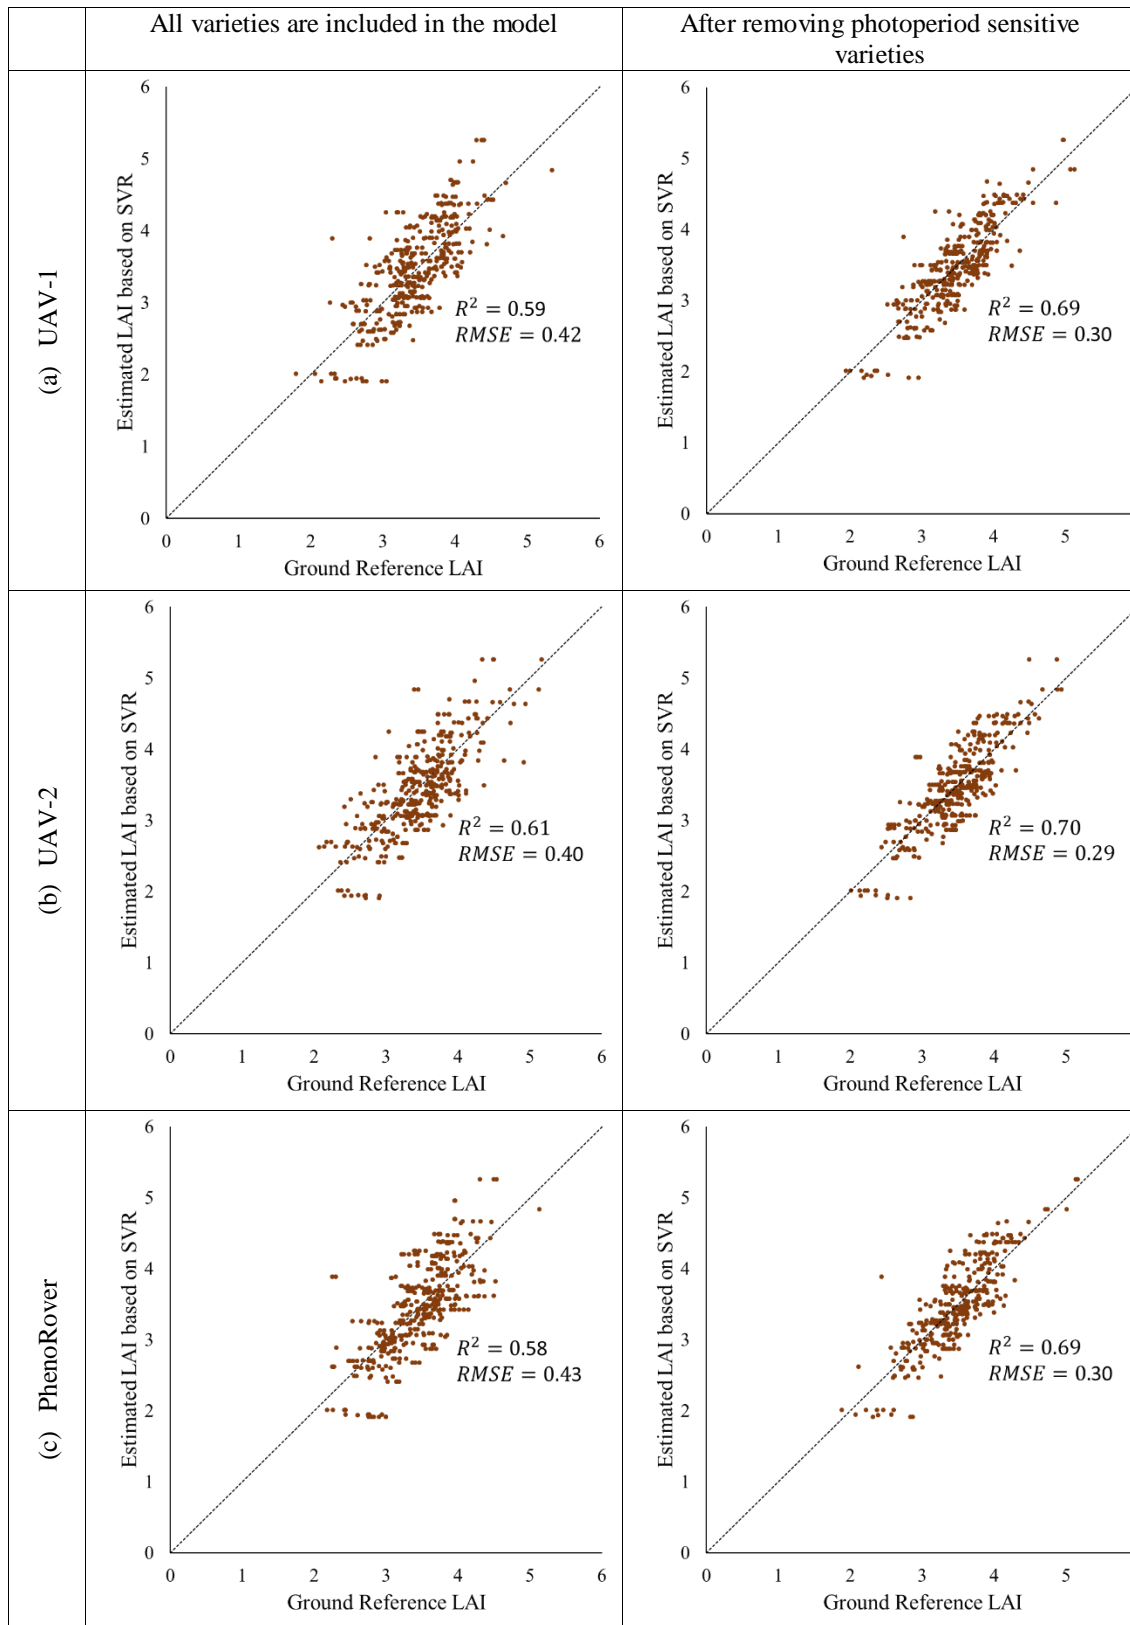 All varieties are included in the model
After removing photoperiod sensitive
varieties
(a) UAV-1
Estimated LAI based on SVR
6
5
4
3
2
1
0
R² = 0.59
RMSE = 0.42
0 1 2 3 4 5 6
Ground Reference LAI
Estimated LAI based on SVR
6
5
4
3
2
1
0
R² = 0.69
RMSE = 0.30
0 1 2 3 4 5
Ground Reference LAI
(b) UAV-2
Estimated LAI based on SVR
6
5
4
3
2
1
0
R² = 0.61
RMSE = 0.40
0 1 2 3 4 5 6
Ground Reference LAI
Estimated LAI based on SVR
6
5
4
3
2
1
0
R² = 0.70
RMSE = 0.29
0 1 2 3 4 5
Ground Reference LAI
(c) PhenoRover
Estimated LAI based on SVR
6
5
4
3
2
1
0
R² = 0.58
RMSE = 0.43
0 1 2 3 4 5 6
Ground Reference LAI
Estimated LAI based on SVR
6
5
4
3
2
1
0
R² = 0.69
RMSE = 0.30
0 1 2 3 4 5
Ground Reference LAI